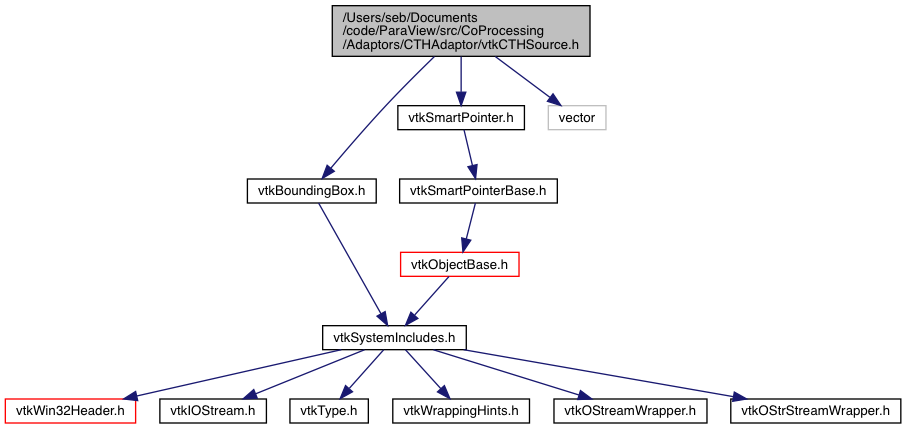 /Users/seb/Documents
/code/ParaView/src/CoProcessing
/Adaptors/CTHAdaptor/vtkCTHSource.h
vtkSmartPointer.h
vector
vtkBoundingBox.h
vtkSmartPointerBase.h
vtkObjectBase.h
vtkSystemIncludes.h
vtkWin32Header.h
vtkIOStream.h
vtkType.h
vtkWrappingHints.h
vtkOStreamWrapper.h
vtkOStrStreamWrapper.h